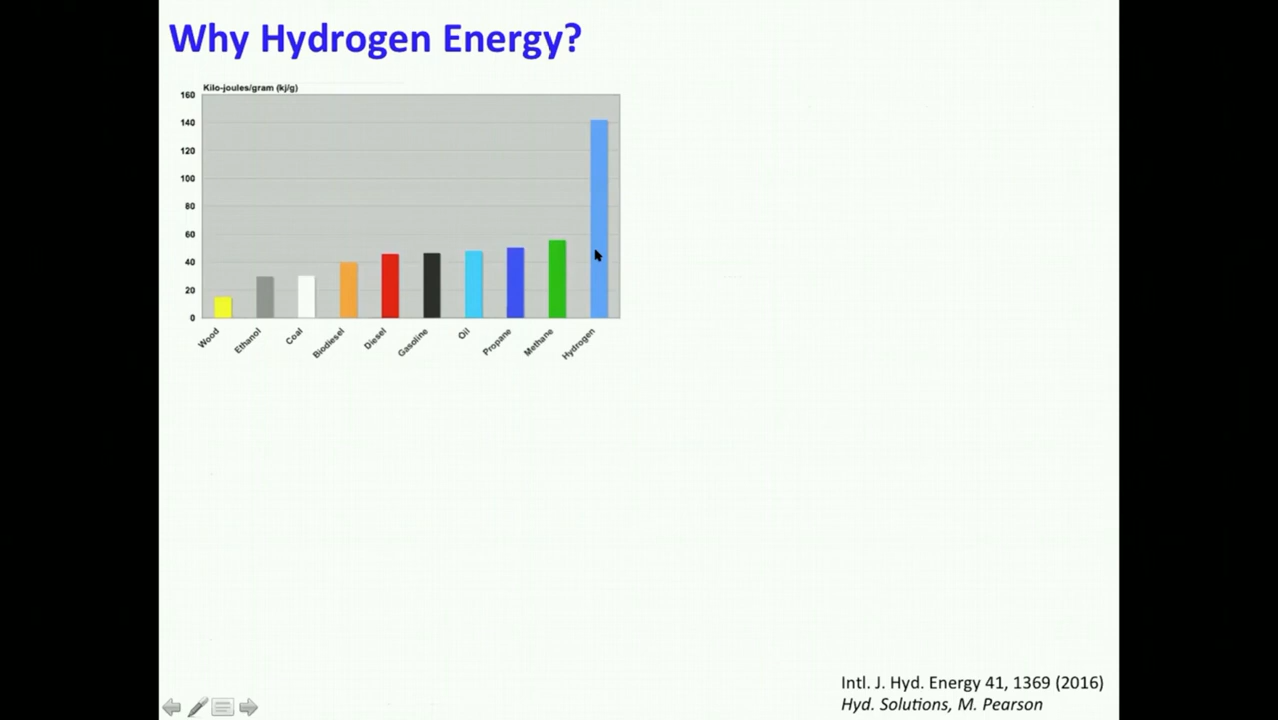 Why Hydrogen Energy?
Kilo-joules/gram (kj/g)
160
140
120
100
80
60
40
20
0
Wood
Ethanol
Coal
Biodiesel
Diesel
Gasoline
Oil
Propane
Methane
Hydrogen
Intl. J. Hyd. Energy 41, 1369 (2016)
Hyd. Solutions, M. Pearson